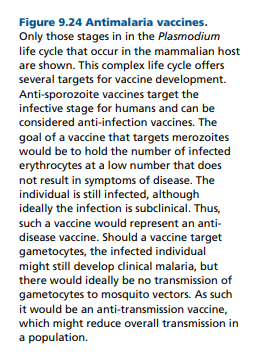 Figure 9.24 Antimalaria vaccines.
Only those stages in in the Plasmodium
life cycle that occur in the mammalian host
are shown. This complex life cycle offers
several targets for vaccine development.
Anti-sporozoite vaccines target the
infective stage for humans and can be
considered anti-infection vaccines. The
goal of a vaccine that targets merozoites
would be to hold the number of infected
erythrocytes at a low number that does
not result in symptoms of disease. The
individual is still infected, although
ideally the infection is subclinical. Thus,
such a vaccine would represent an anti-
disease vaccine. Should a vaccine target
gametocytes, the infected individual
might still develop clinical malaria, but
there would ideally be no transmission of
gametocytes to mosquito vectors. As such
it would be an anti-transmission vaccine,
which might reduce overall transmission in
a population.